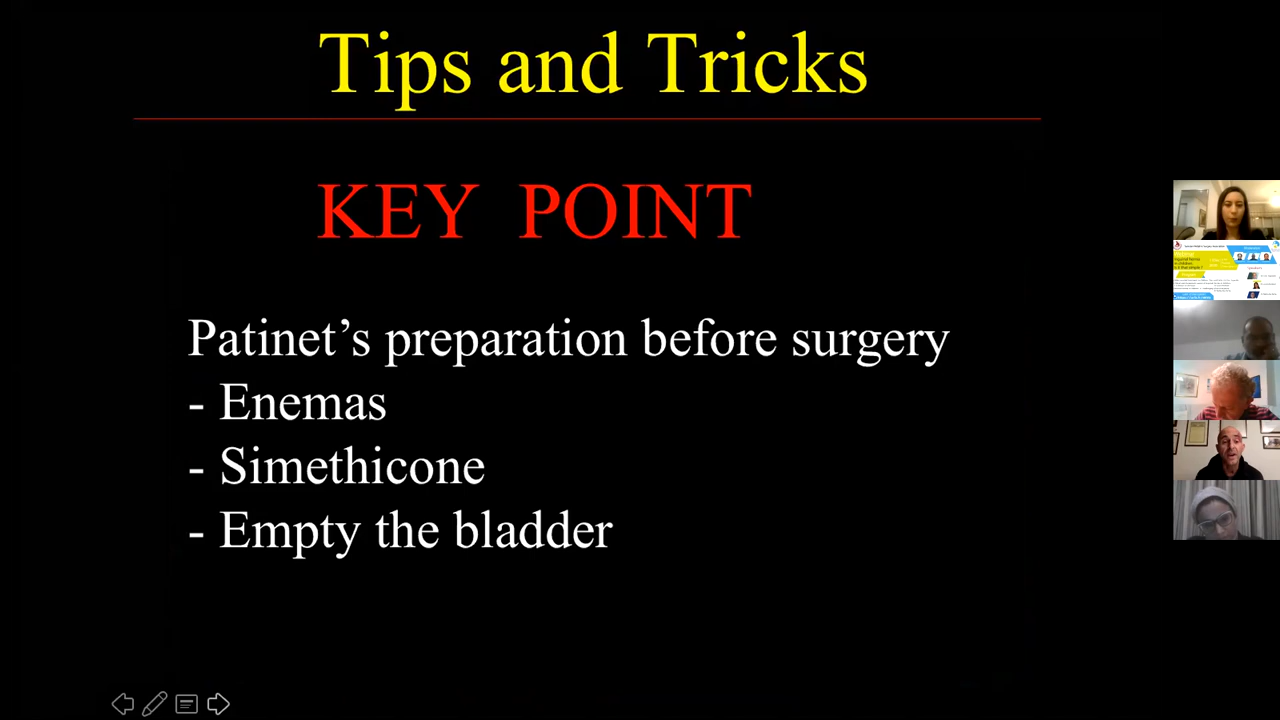 Tips and Tricks
KEY POINT
Patinet's preparation before surgery
- Enemas
- Simethicone
- Empty the bladder